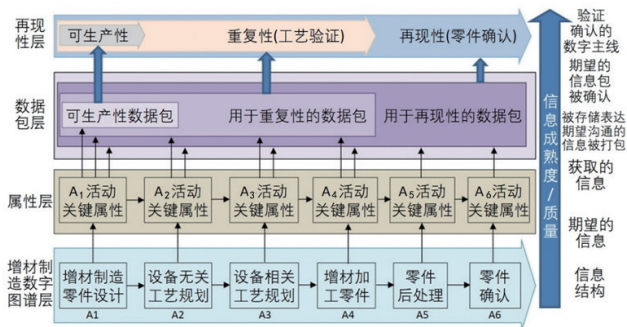 再现
性层
可生产性
重复性(工艺验证)
再现性(零件确认)
验证
确认的
数字主线
数据
包层
可生产性数据包
用于重复性的数据包
用于再现性的数据包
期望的
信息包
被确认
被存储表达
期望沟通的
信息被打包
属性层
A1活动
关键属性
A2活动
关键属性
A3活动
关键属性
A4活动
关键属性
A5活动
关键属性
A6活动
关键属性
获取的
信息
期望的
信息
增材制
造数字
图谱层
增材制造
零件设计
设备无关
工艺规划
设备相关
工艺规划
增材加
工零件
零件
后处理
零件
确认
A1
A2
A3
A4
A5
A6
信息
结构
信息成熟度/质量